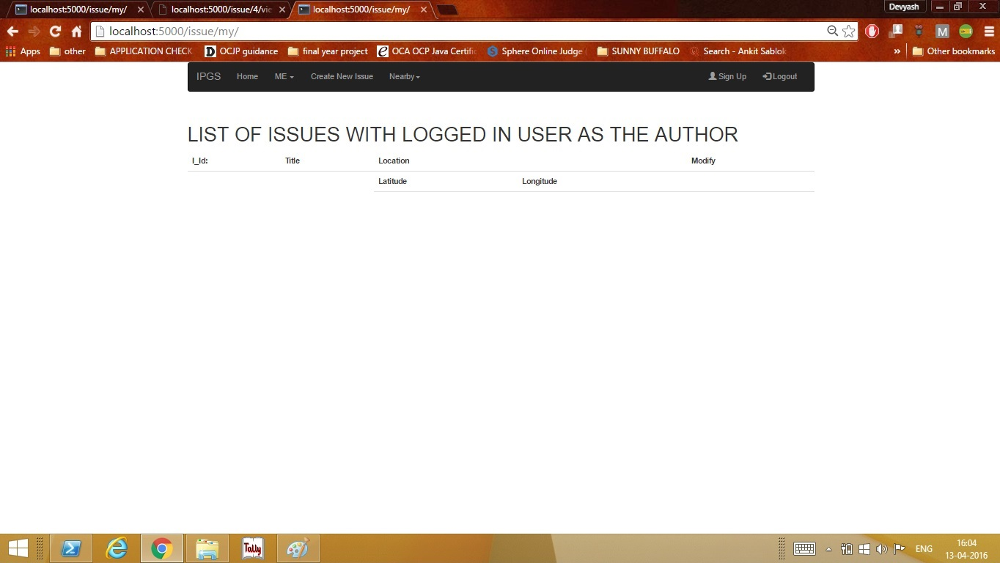 Devyash
localhost:5000/issue/my/ localhost:5000/issue/4/vie localhost:5000/issue/my/
localhost:5000/issue/my/
Apps other APPLICATION CHECK OCJP guidance final year project OCA OCP Java Certific Sphere Online Judge SUNNY BUFFALO Search - Ankit Sablok » Other bookmarks
IPGS Home ME Create New Issue Nearby Sign Up Logout
LIST OF ISSUES WITH LOGGED IN USER AS THE AUTHOR
I_Id: Title Location Modify
Latitude Longitude
Tally ENG 16:04
13-04-2016